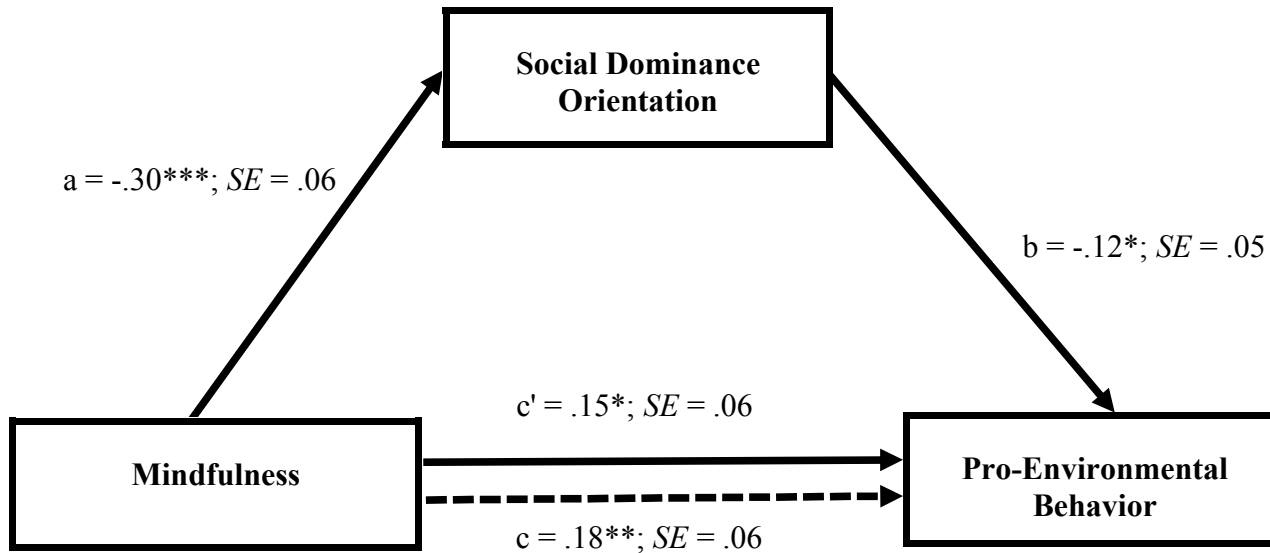 Social Dominance
Orientation
a = -.30***; SE = .06
b = -.12*; SE = .05
c' = .15*; SE = .06
Mindfulness
Pro-Environmental
Behavior
c = .18**; SE = .06